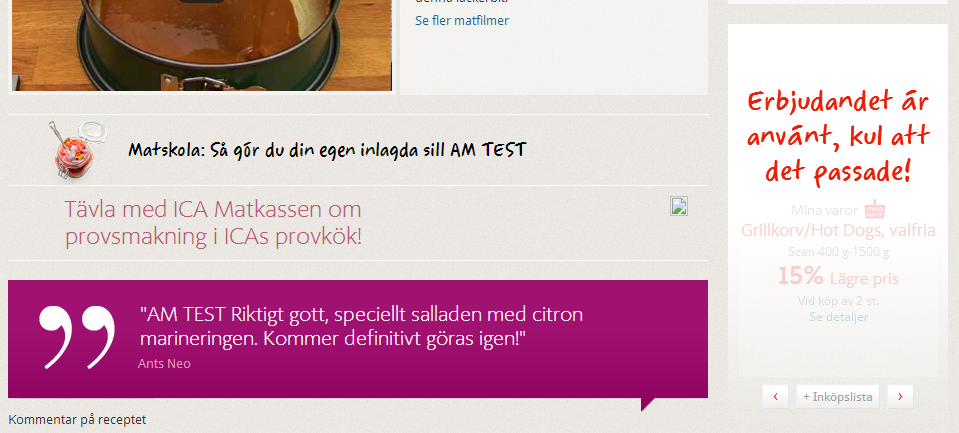 Se fler matfilmer
Matskola: Så gör du din egen inlagda sill AM TEST
Tävla med ICA Matkassen om
provsmakning i ICAs provkök!
"AM TEST Riktigt gott, speciellt salladen med citron
marineringen. Kommer definitivt göras igen!"
Ants Neo
Kommentar på receptet
Erbjudandet är
använt, kul att
det passade!
Mina varor mina varor
Grillkorv/Hot Dogs, valfria
Scan 400 g-1500 g
15% Lägre pris
Vid köp av 2 st.
Se detaljer
+ Inköpslista